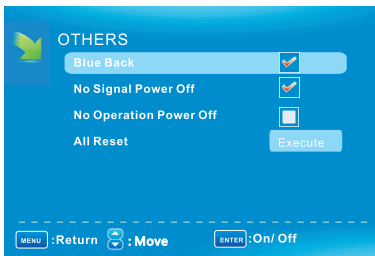 OTHERS
Blue Back
No Signal Power Off
No Operation Power Off
All Reset Execute
MENU :Return : Move ENTER :On/ Off